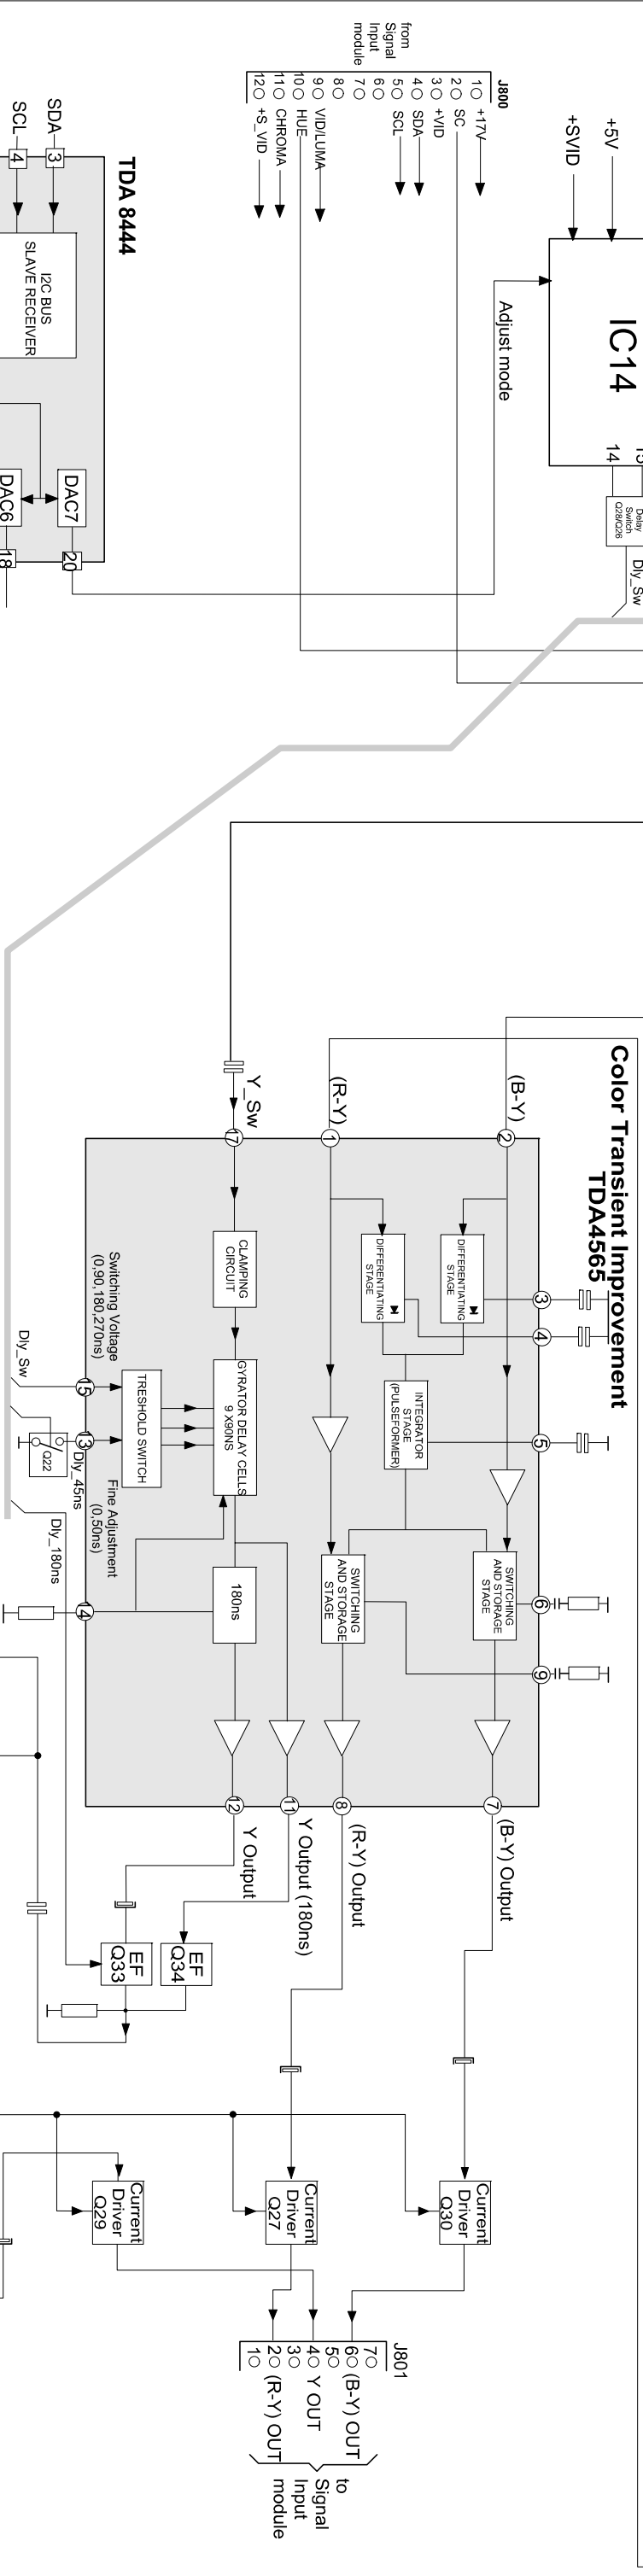 from
Signal
Input
module
J800
1
2
3
4
5
6
7
8
9
10
11
12
+17V
SC
+VID
SDA
SCL
VID/LUMA
HUE
CHROMA
+S_VID
+5V
+SVID
IC14
14
Adjust mode
Delay
Switch
Q28/Q26
Dly_Sw
TDA 8444
SDA
SCL
3
4
I2C BUS
SLAVE RECEIVER
DAC7
DAC6
20
18
Color Transient Improvement
TDA4565
(B-Y)
(R-Y)
Y_Sw
2
1
17
3
4
5
6
9
DIFFERENTIATING
STAGE
DIFFERENTIATING
STAGE
INTEGRATOR
STAGE
(PULSEFORMER)
SWITCHING
AND STORAGE
STAGE
SWITCHING
AND STORAGE
STAGE
CLAMPING
CIRCUIT
GYRATOR DELAY CELLS
9 X90NS
180ns
TRESHOLD SWITCH
Switching Voltage
(0,90,180,270ns)
Fine Adjustment
(0,50ns)
15
13
14
Dly_Sw
Q22
Dly_45ns
Dly_180ns
7
8
11
12
(B-Y) Output
(R-Y) Output
Y Output (180ns)
Y Output
EF
Q34
EF
Q33
Current
Driver
Q30
Current
Driver
Q27
Current
Driver
Q29
J801
7
6
5
4
3
2
1
(B-Y) OUT
Y OUT
(R-Y) OUT
to
Signal
Input
module